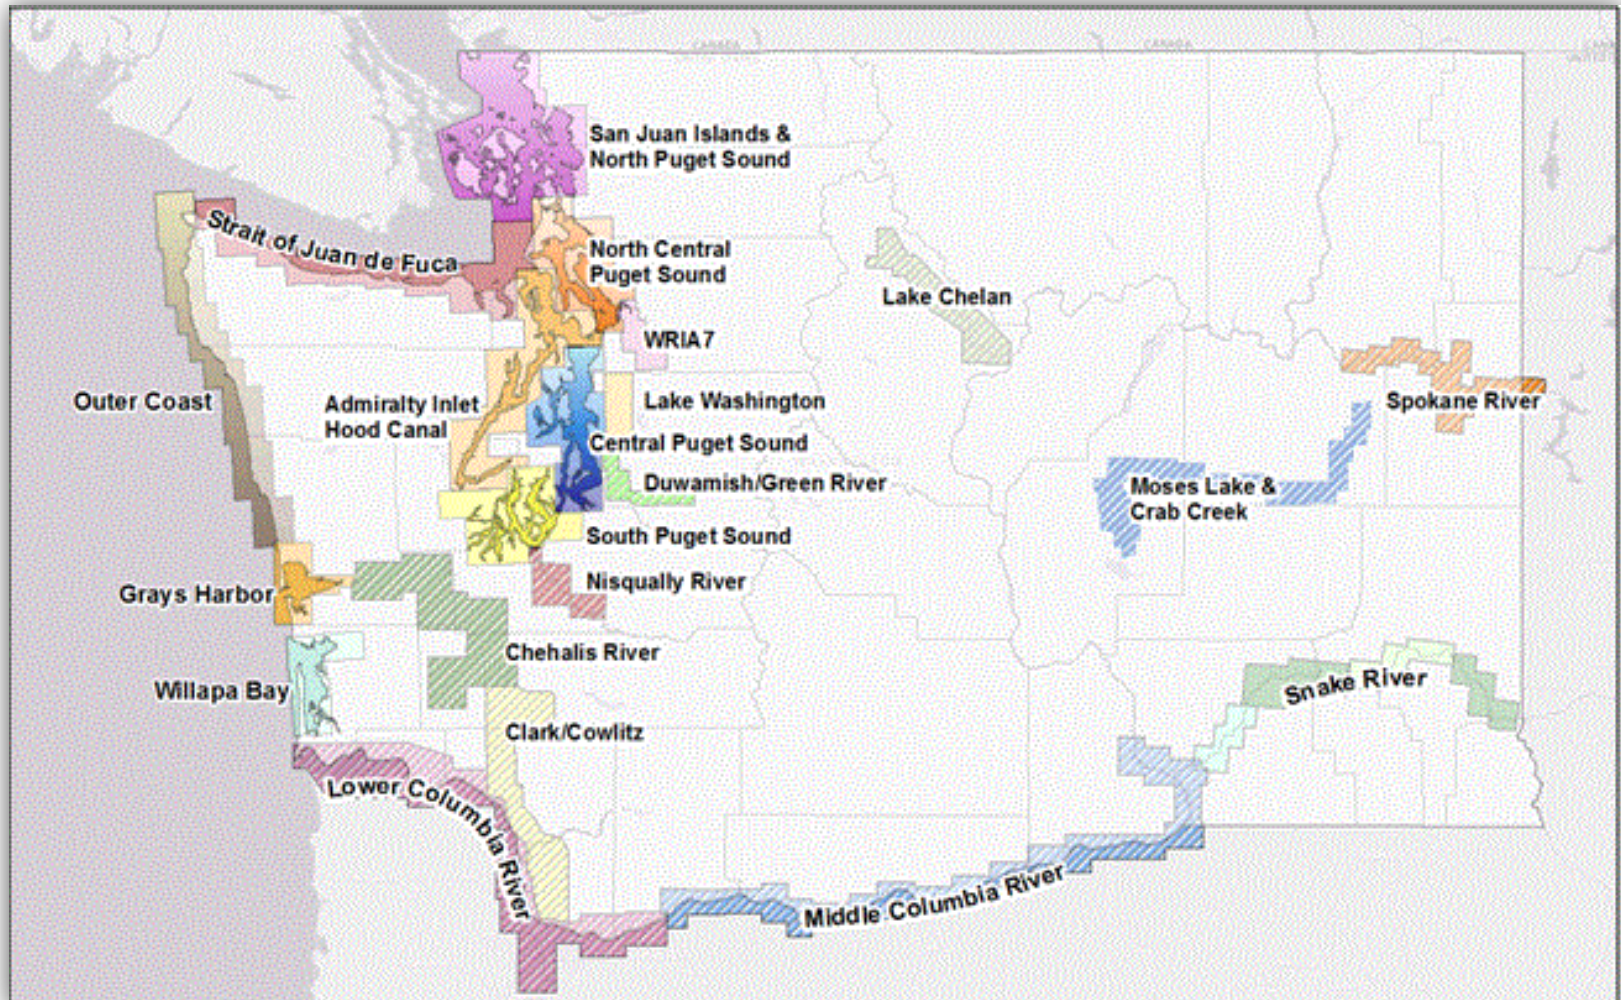 CANADA
CANADA
San Juan Islands &
North Puget Sound
Strait of Juan de Fuca
North Central
Puget Sound
Lake Chelan
WRIA7
Outer Coast
Admiralty Inlet
Hood Canal
Lake Washington
Spokane River
Central Puget Sound
Duwamish/Green River
Moses Lake &
Crab Creek
South Puget Sound
Grays Harbor
Nisqually River
Chehalis River
Willapa Bay
Snake River
Clark/Cowlitz
Lower Columbia River
Middle Columbia River